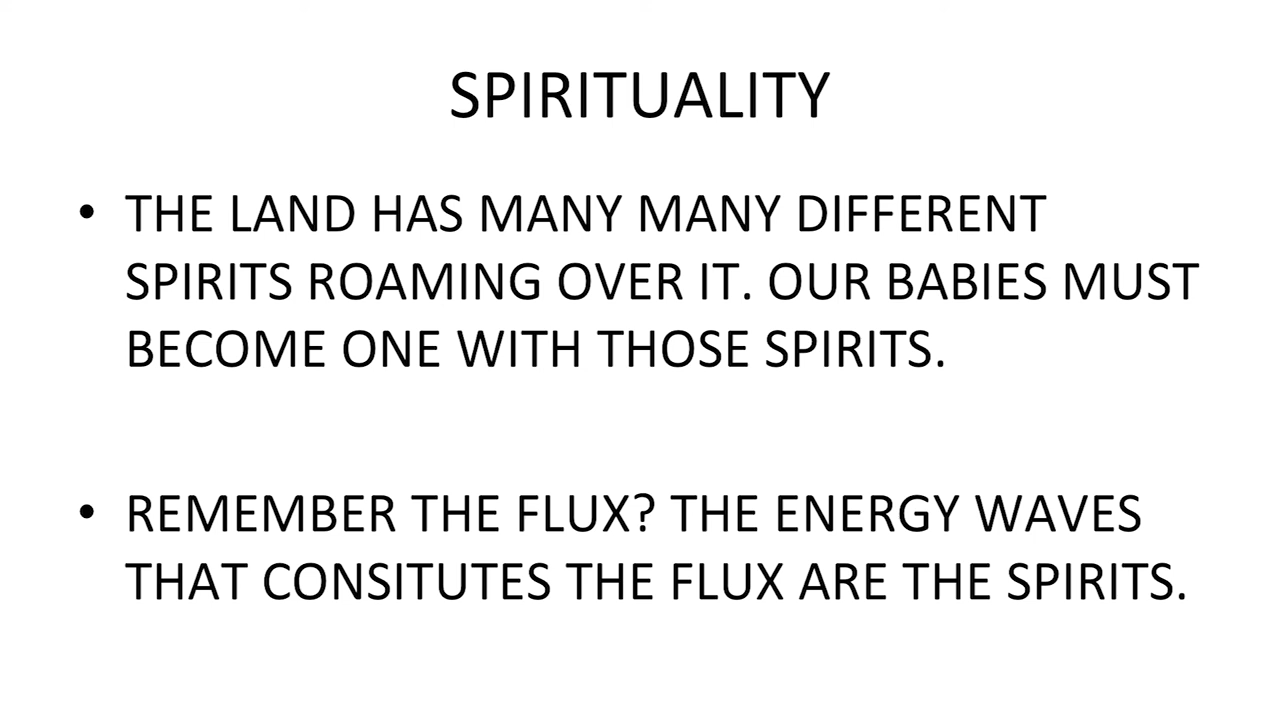 SPIRITUALITY
• THE LAND HAS MANY MANY DIFFERENT
SPIRITS ROAMING OVER IT. OUR BABIES MUST
BECOME ONE WITH THOSE SPIRITS.
• REMEMBER THE FLUX? THE ENERGY WAVES
THAT CONSITUTES THE FLUX ARE THE SPIRITS.